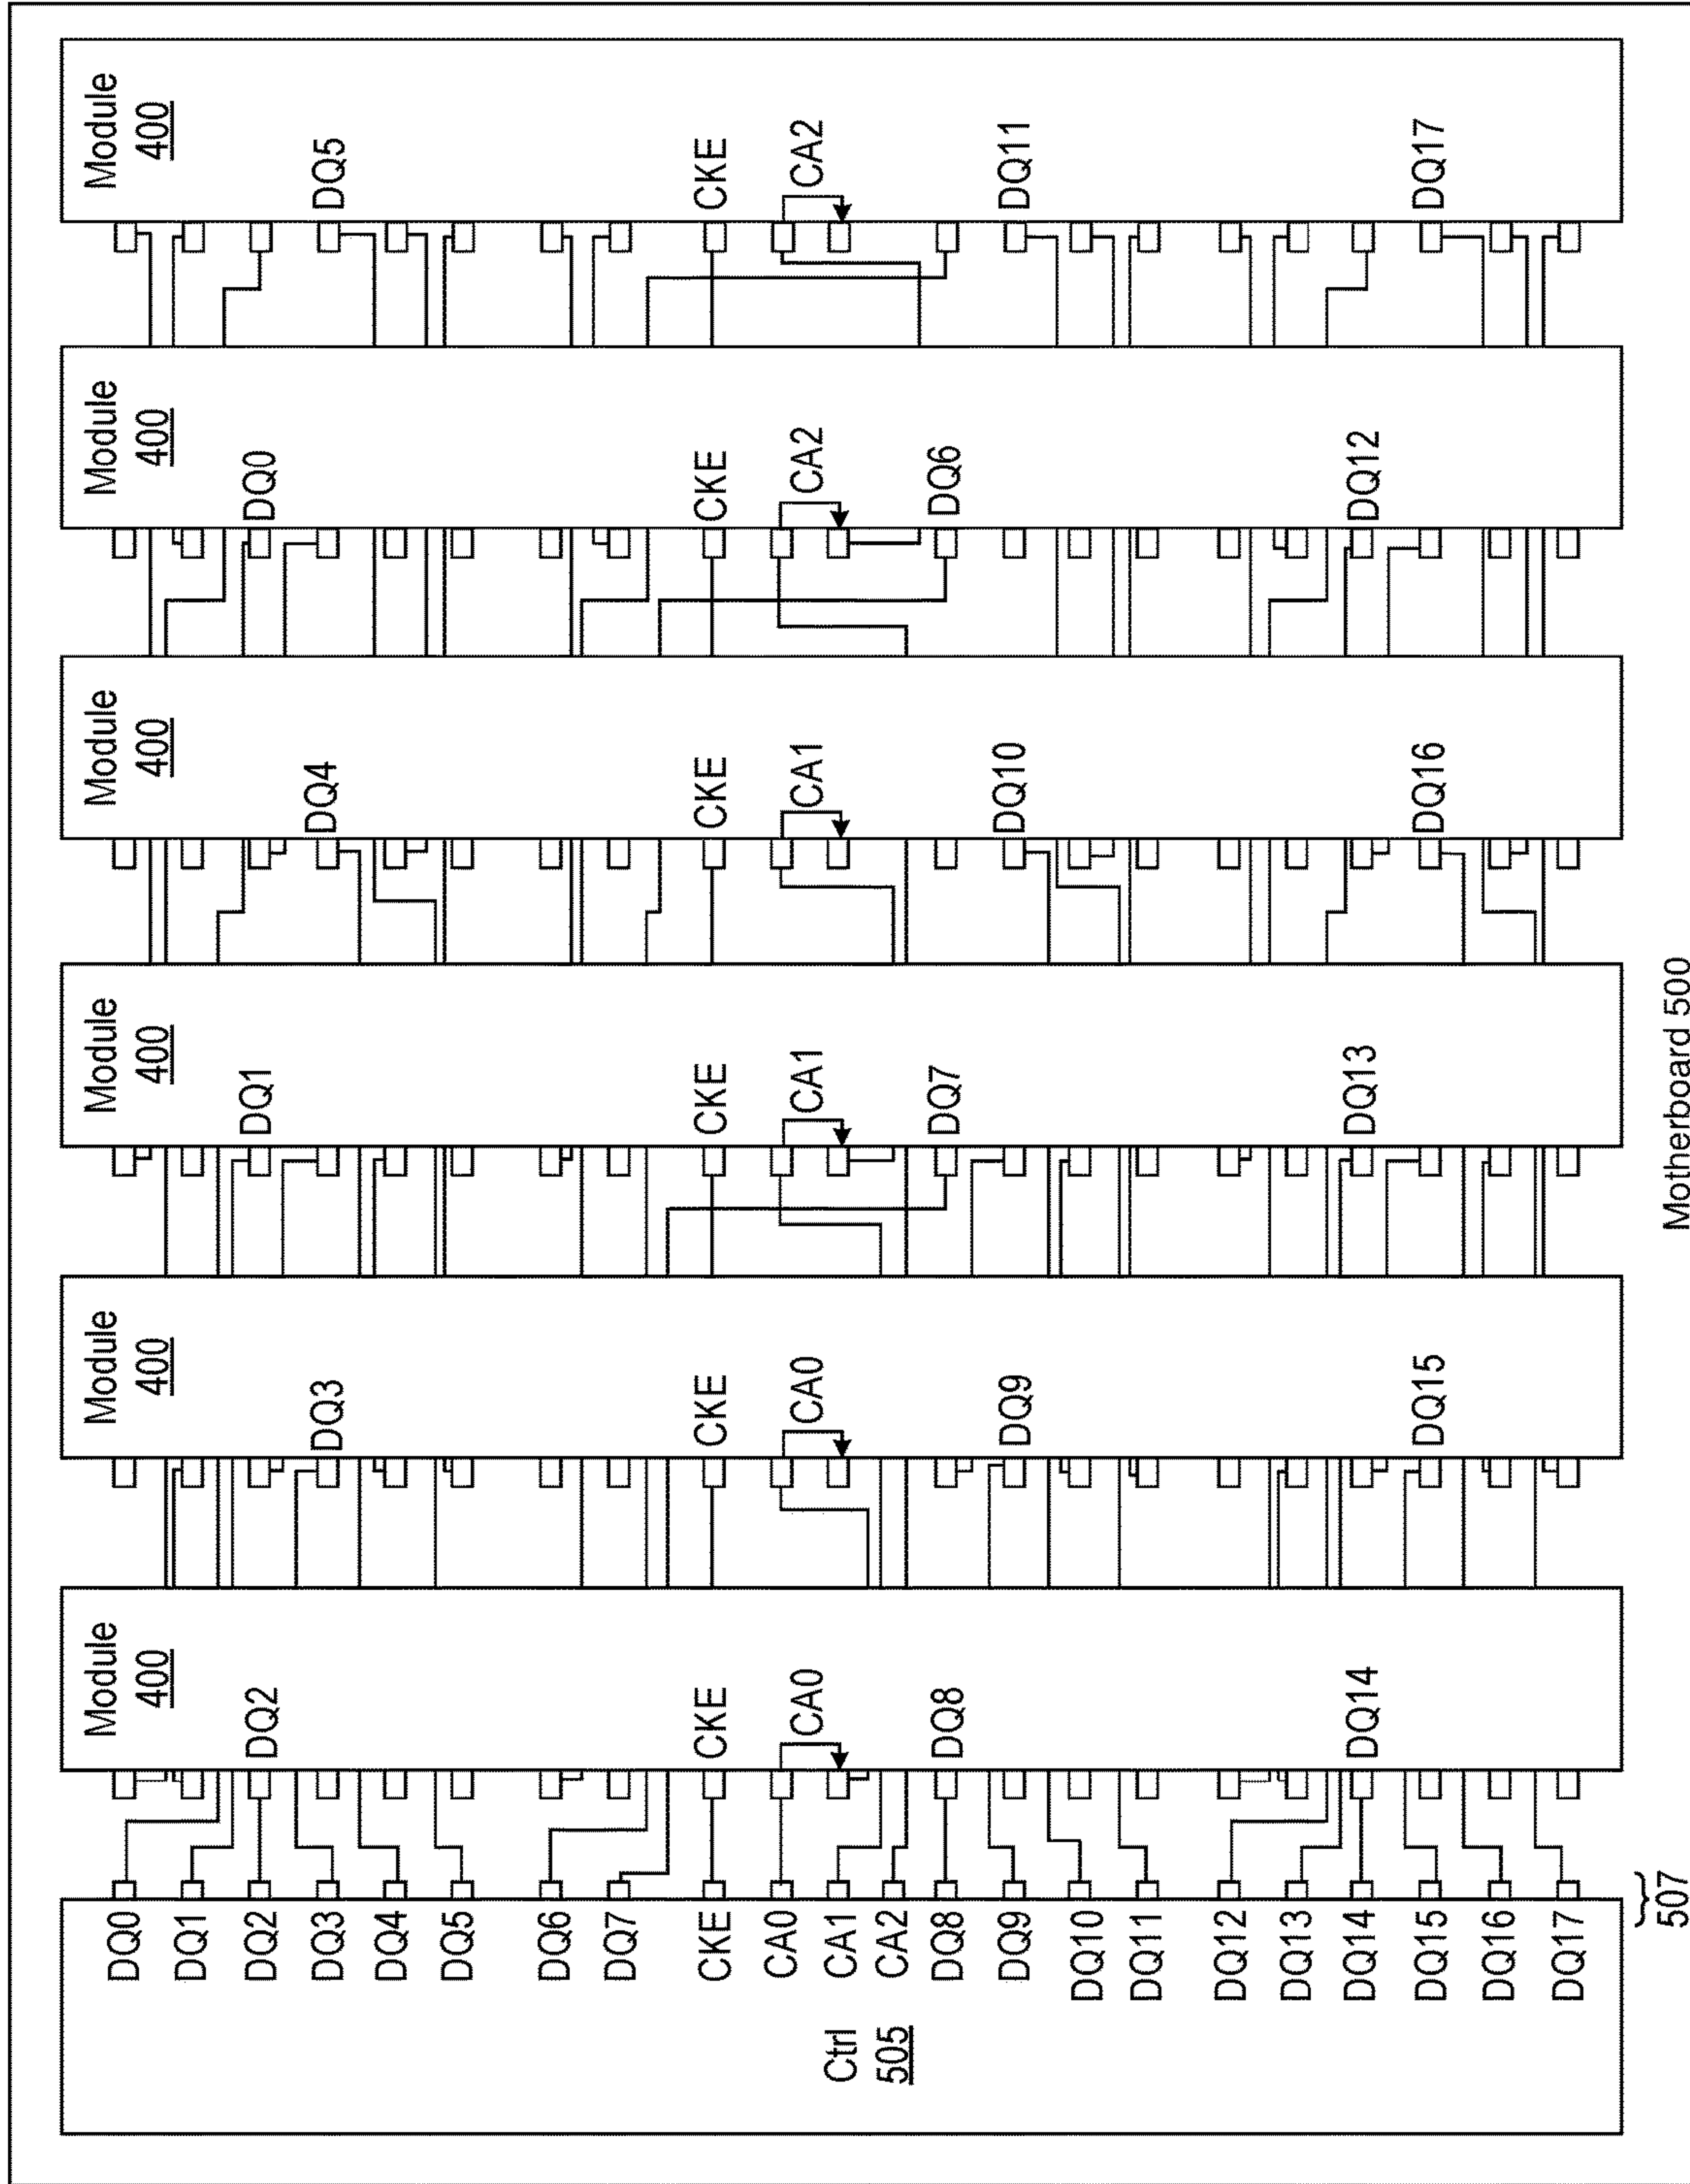 Module
400
DQ5
CKE
CA2
DQ11
DQ17
Module
400
DQ0
CKE
CA2
DQ6
DQ12
Module
400
DQ4
CKE
CA1
DQ10
DQ16
Module
400
DQ1
CKE
CA1
DQ7
DQ13
Module
400
DQ3
CKE
CA0
DQ9
DQ15
Module
400
DQ2
CKE
CA0
DQ8
DQ14
DQ0
DQ1
DQ2
DQ3
DQ4
DQ5
DQ6
DQ7
CKE
CA0
CA1
CA2
DQ8
DQ9
DQ10
DQ11
DQ12
DQ13
DQ14
DQ15
DQ16
DQ17
507
Ctrl
505
Motherboard 500